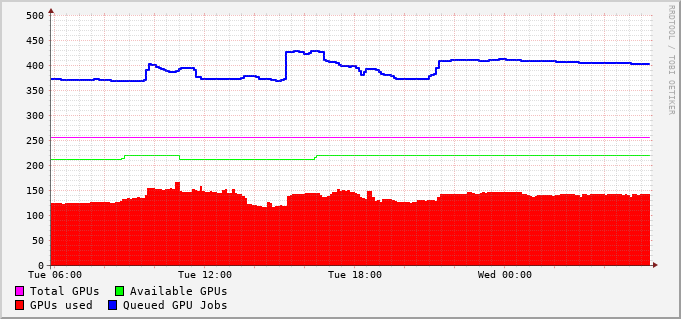 500
450
400
350
300
250
200
150
100
50
0
Tue 06:00 Tue 12:00 Tue 18:00 Wed 00:00
Total GPUs Available GPUs
GPUs used Queued GPU Jobs
RRDTOOL / TOBI OETIKER